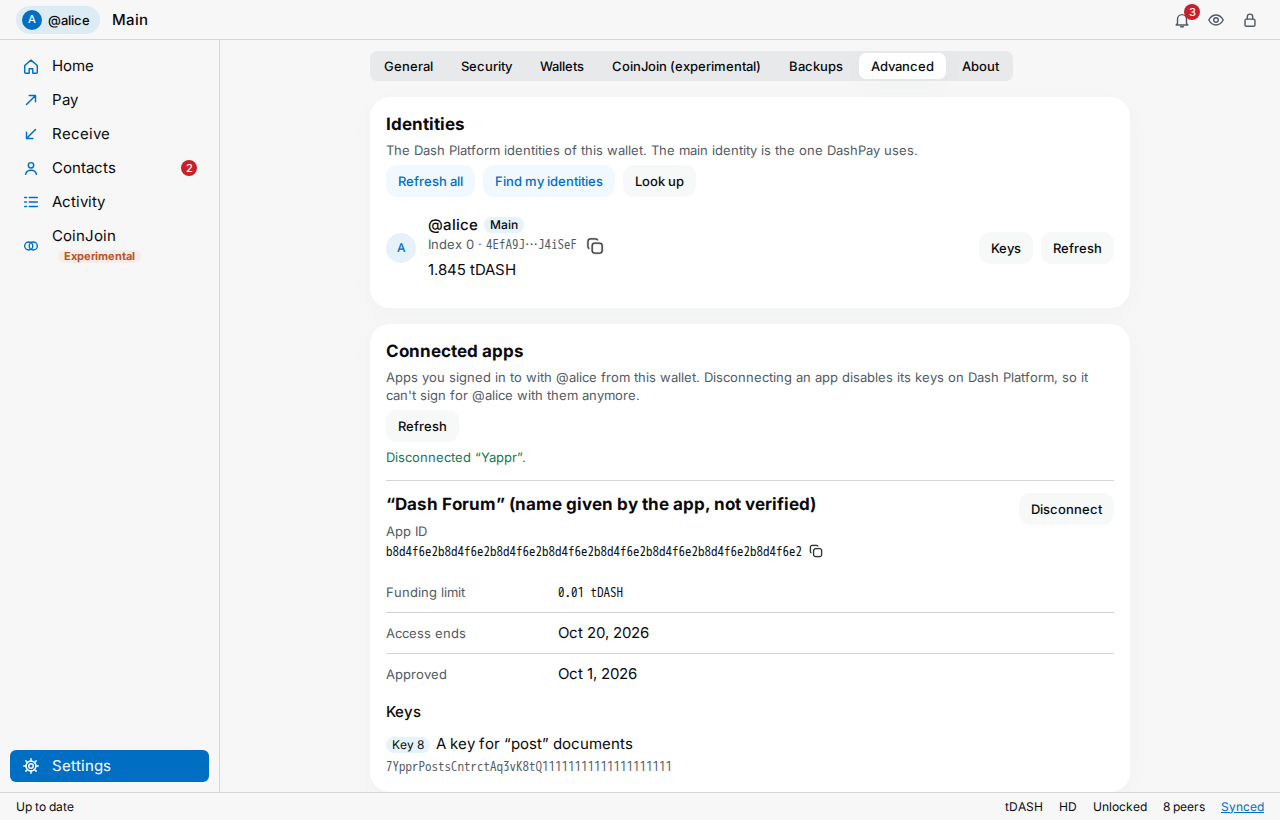 A @alice Main
3
Home
Pay
Receive
Contacts 2
Activity
CoinJoin
Experimental
Settings
General Security Wallets CoinJoin (experimental) Backups Advanced About
Identities
The Dash Platform identities of this wallet. The main identity is the one DashPay uses.
Refresh all Find my identities Look up
A
@alice Main
Index 0 · 4EfA9J···J4iSeF
1.845 tDASH
Keys Refresh
Connected apps
Apps you signed in to with @alice from this wallet. Disconnecting an app disables its keys on Dash Platform, so it
can't sign for @alice with them anymore.
Refresh
Disconnected “Yappr”.
“Dash Forum” (name given by the app, not verified)
Disconnect
App ID
b8d4f6e2b8d4f6e2b8d4f6e2b8d4f6e2b8d4f6e2b8d4f6e2b8d4f6e2b8d4f6e2
Funding limit 0.01 tDASH
Access ends Oct 20, 2026
Approved Oct 1, 2026
Keys
Key 8 A key for “post” documents
7YpprPostsCntrctAq3vK8tQ11111111111111111111
Up to date
tDASH HD Unlocked 8 peers Synced